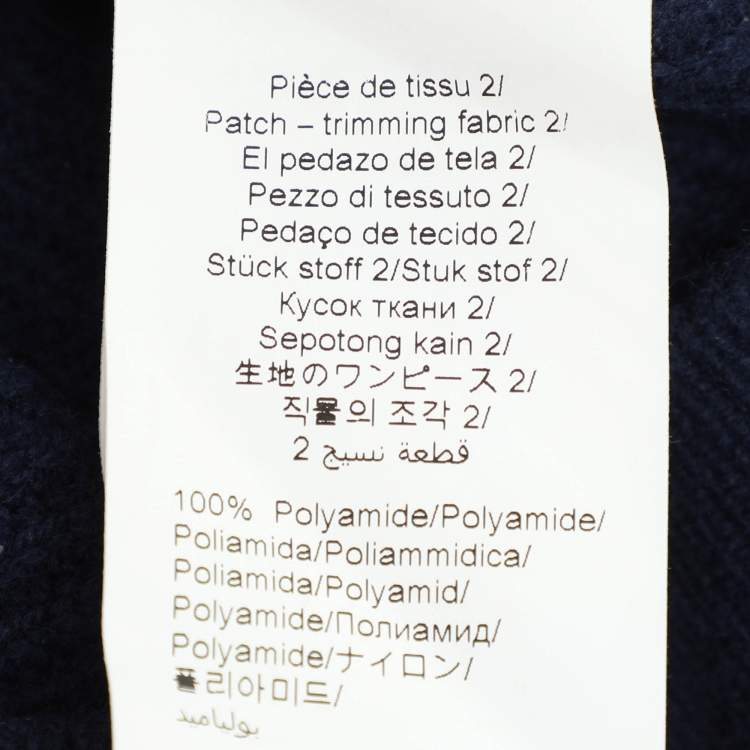 Pièce de tissu 2/
Patch – trimming fabric 2/
El pedazo de tela 2/
Pezzo di tessuto 2/
Pedaço de tecido 2/
Stück stoff 2/Stuk stof 2/
Кусок ткани 2/
Sepotong kain 2/
生地のワンピース 2/
직물의 조각 2/
قطعة نسيج 2
100% Polyamide/Polyamide/
Poliamida/Poliammidica/
Poliamida/Polyamid/
Polyamide/Полиамид/
Polyamide/ナイロン/
폴리아미드/
بولياميد